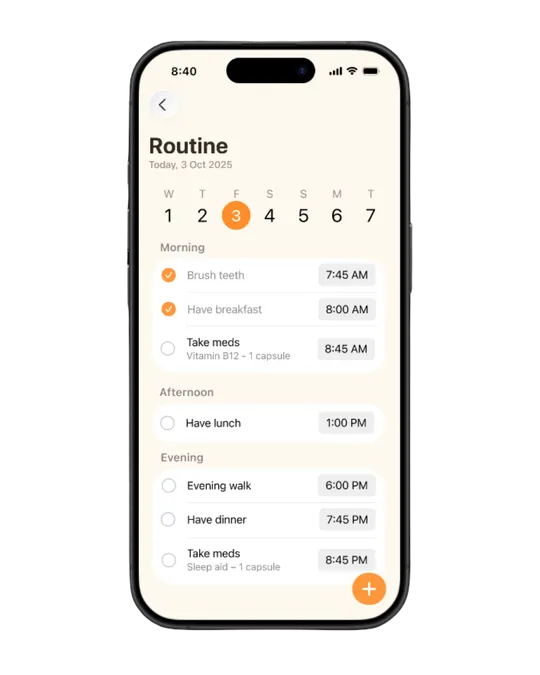 8:40
Routine
Today, 3 Oct 2025
W T F S S M T
1 2 3 4 5 6 7
Morning
Brush teeth 7:45 AM
Have breakfast 8:00 AM
Take meds 8:45 AM
Vitamin B12 - 1 capsule
Afternoon
Have lunch 1:00 PM
Evening
Evening walk 6:00 PM
Have dinner 7:45 PM
Take meds 8:45 PM
Sleep aid – 1 capsule